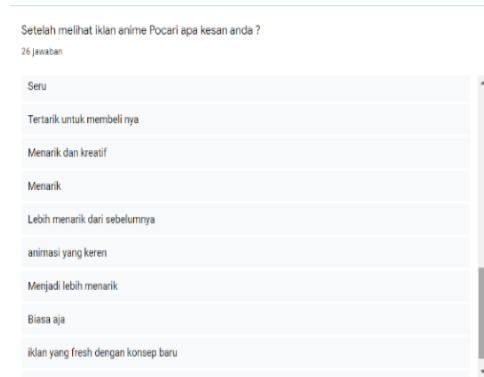 Setelah melihat iklan anime Pocari apa kesan anda ?
26 jawaban
Seru
Tertarik untuk membeli nya
Menarik dan kreatif
Menarik
Lebih menarik dari sebelumnya
animasi yang keren
Menjadi lebih menarik
Biasa aja
iklan yang fresh dengan konsep baru